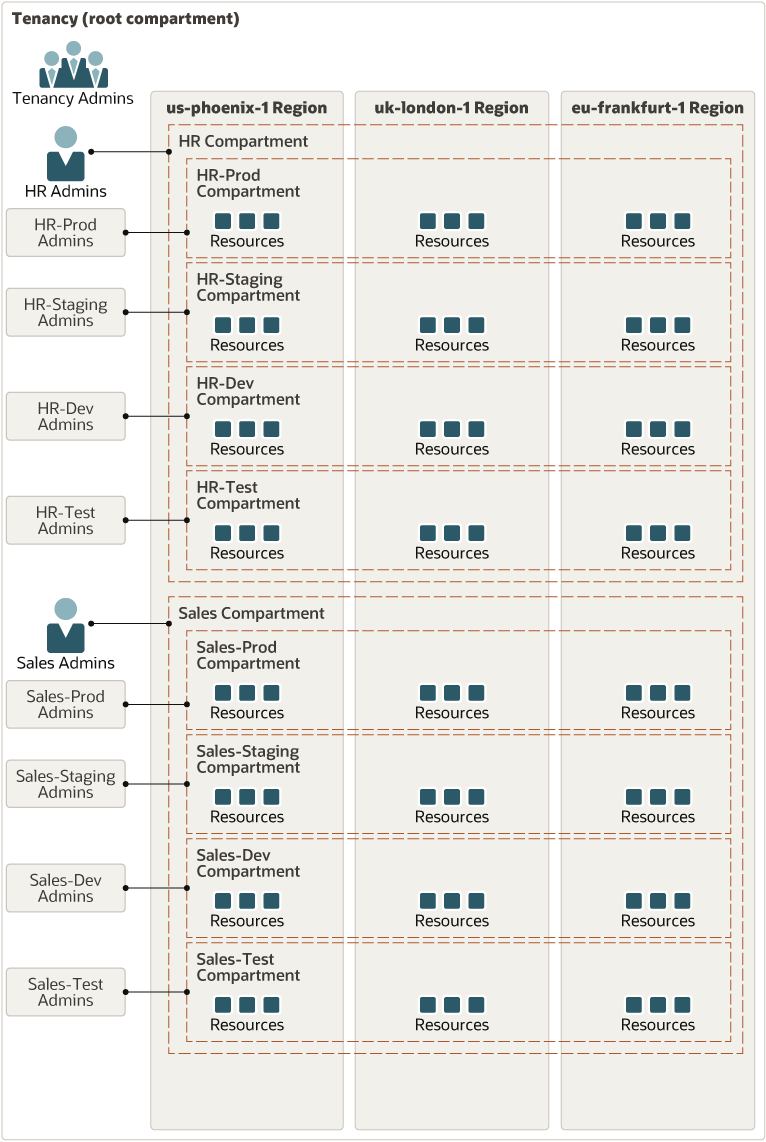 Tenancy (root compartment)
Tenancy Admins
us-phoenix-1 Region
uk-london-1 Region
eu-frankfurt-1 Region
HR Admins
HR Compartment
HR-Prod
Admins
HR-Prod
Compartment
Resources
Resources
Resources
HR-Staging
Admins
HR-Staging
Compartment
Resources
Resources
Resources
HR-Dev
Admins
HR-Dev
Compartment
Resources
Resources
Resources
HR-Test
Admins
HR-Test
Compartment
Resources
Resources
Resources
Sales Admins
Sales Compartment
Sales-Prod
Admins
Sales-Prod
Compartment
Resources
Resources
Resources
Sales-Staging
Admins
Sales-Staging
Compartment
Resources
Resources
Resources
Sales-Dev
Admins
Sales-Dev
Compartment
Resources
Resources
Resources
Sales-Test
Admins
Sales-Test
Compartment
Resources
Resources
Resources